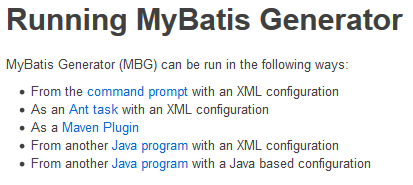 Running MyBatis Generator
MyBatis Generator (MBG) can be run in the following ways:
• From the command prompt with an XML configuration
• As an Ant task with an XML configuration
• As a Maven Plugin
• From another Java program with an XML configuration
• From another Java program with a Java based configuration